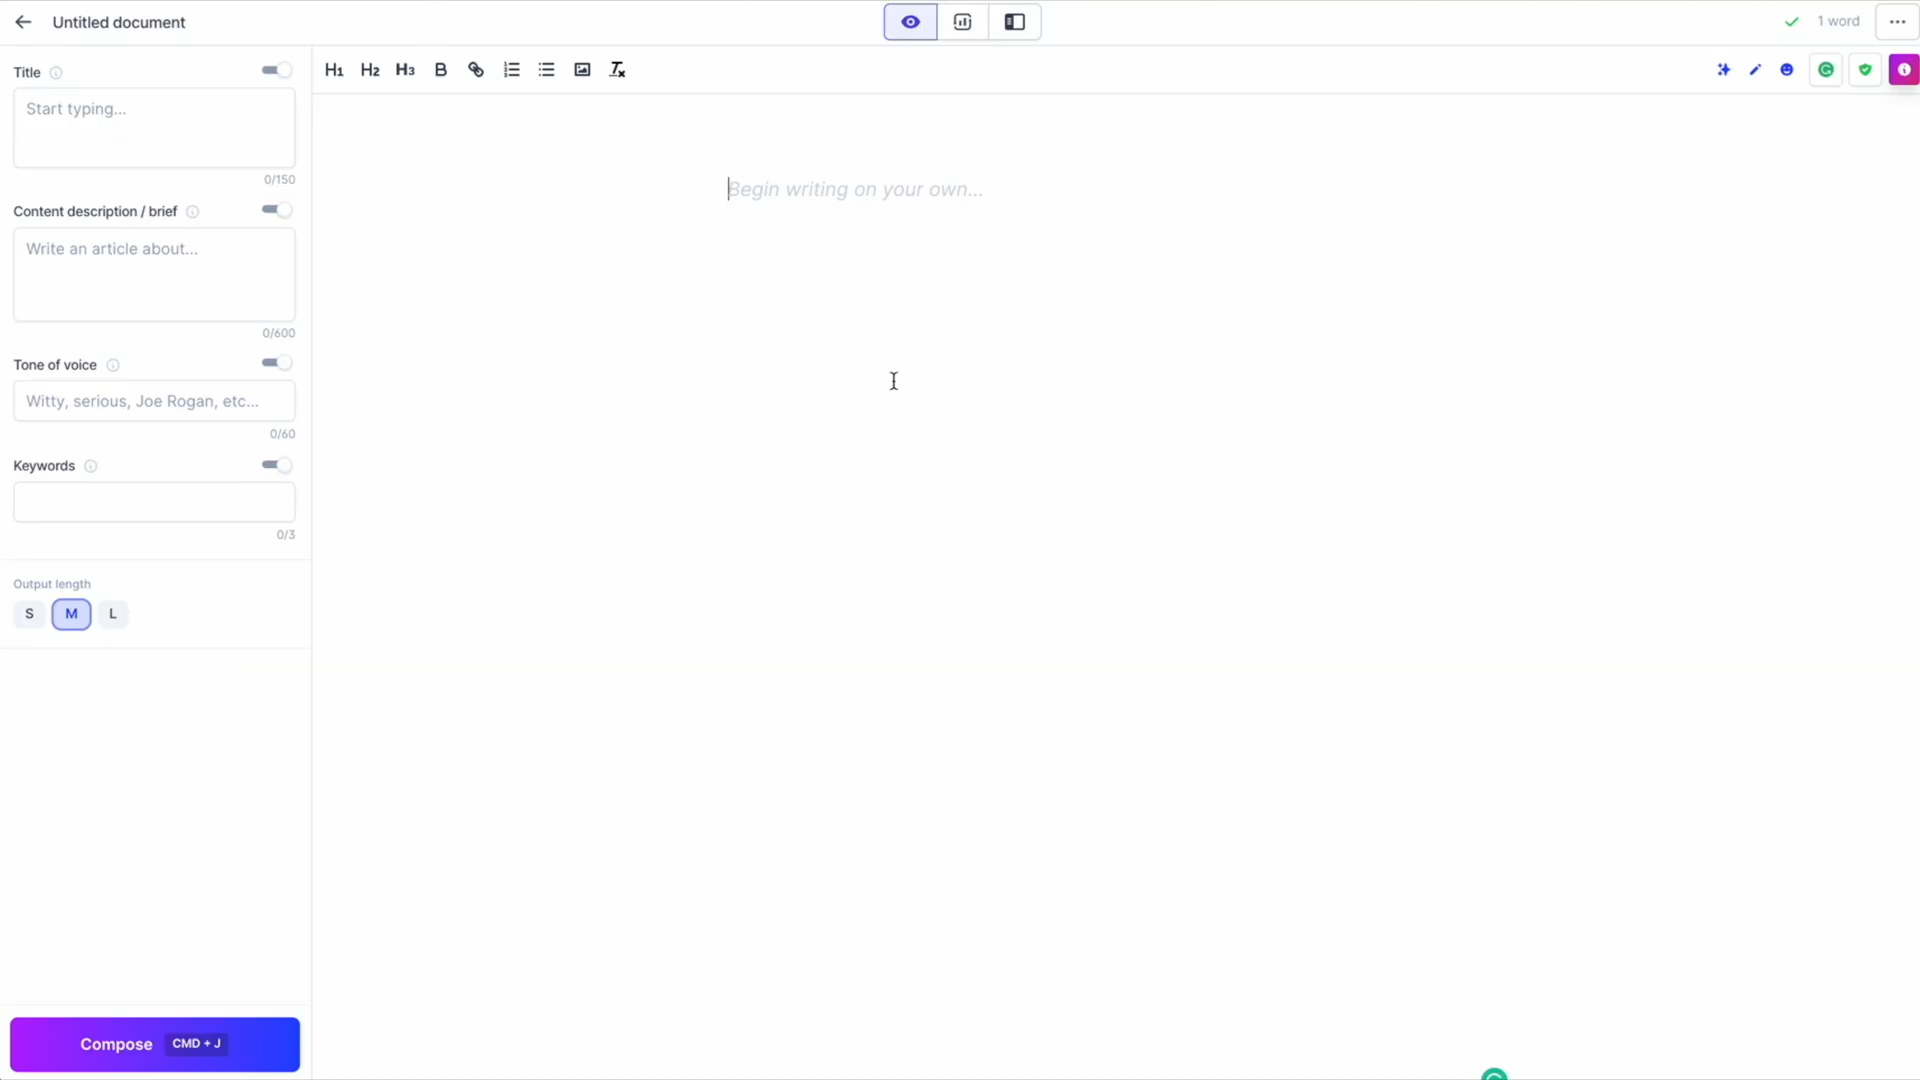 Untitled document
1 word
Title
Start typing...
0/150
Content description / brief
Write an article about...
0/600
Tone of voice
Witty, serious, Joe Rogan, etc...
0/60
Keywords
0/3
Output length
S M L
Compose CMD + J
H1 H2 H3 B
Begin writing on your own...